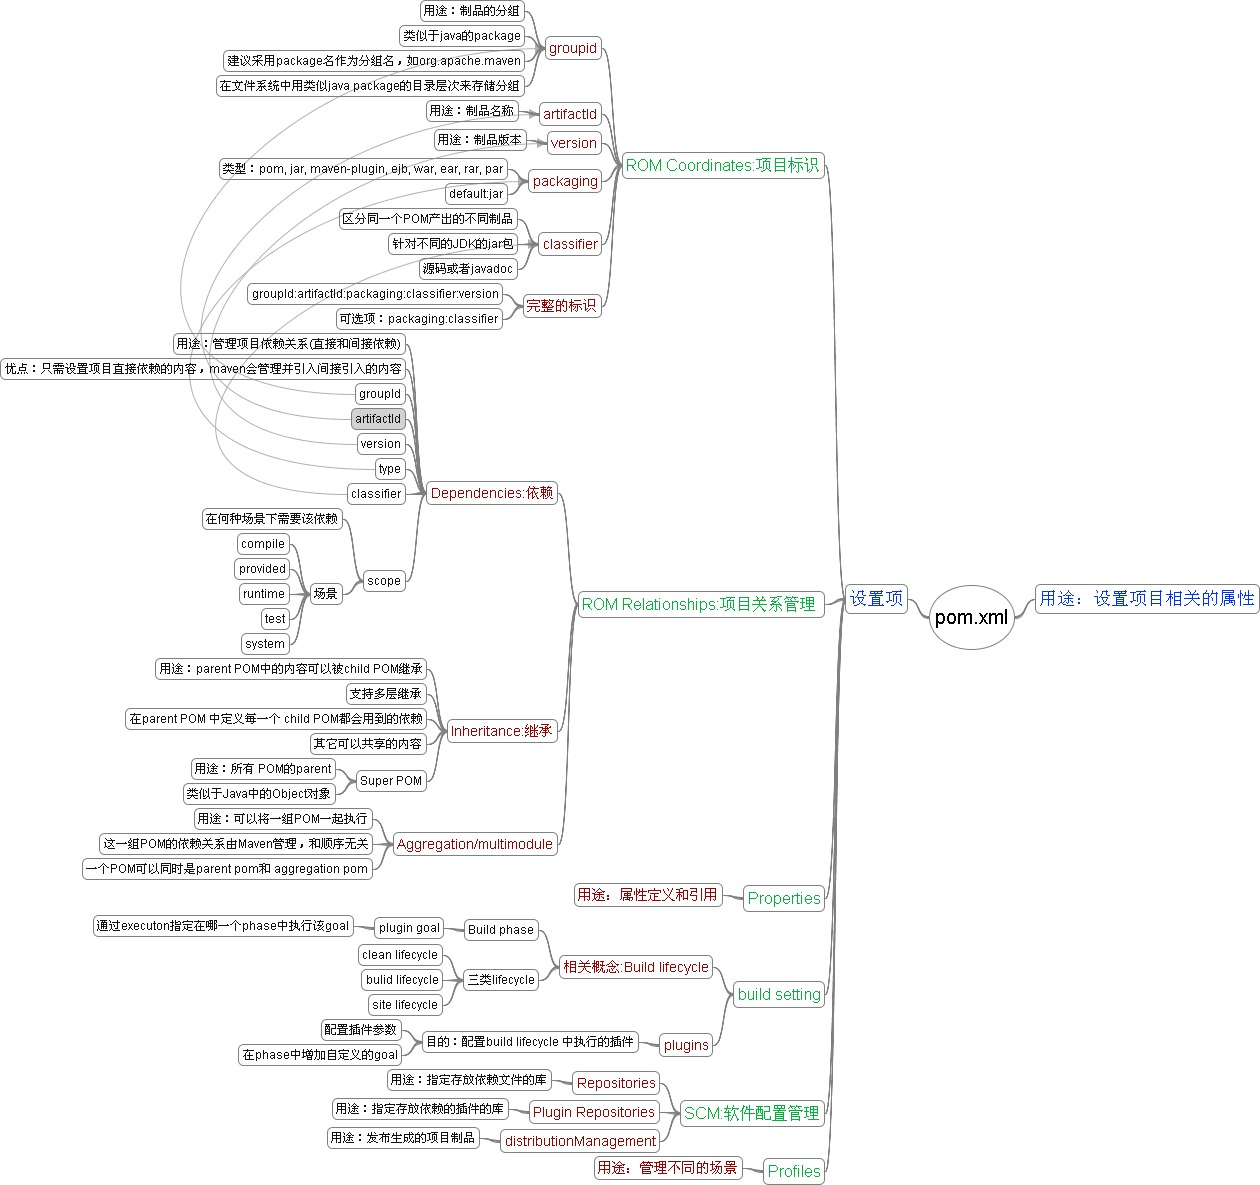 用途：制品的分组
类似于java的package
建议采用package名作为分组名，如org.apache.maven
在文件系统中用类似java package的目录层次来存储分组
groupid
用途：制品名称
artifactId
用途：制品版本
version
类型：pom, jar, maven-plugin, ejb, war, ear, rar, par
default:jar
packaging
区分同一个POM产出的不同制品
针对不同的JDK的jar包
源码或者javadoc
classifier
groupId:artifactId:packaging:classifier:version
可选项：packaging:classifier
完整的标识
ROM Coordinates:项目标识
用途：管理项目依赖关系(直接和间接依赖)
优点：只需设置项目直接依赖的内容，maven会管理并引入间接引入的内容
groupId
artifactId
version
type
classifier
在何种场景下需要该依赖
compile
provided
runtime
test
system
场景
scope
Dependencies:依赖
用途：parent POM中的内容可以被child POM继承
支持多层继承
在parent POM 中定义每一个 child POM都会用到的依赖
其它可以共享的内容
用途：所有 POM的parent
类似于Java中的Object对象
Super POM
Inheritance:继承
用途：可以将一组POM一起执行
这一组POM的依赖关系由Maven管理，和顺序无关
一个POM可以同时是parent pom和 aggregation pom
Aggregation/multimodule
ROM Relationships:项目关系管理
设置项
pom.xml
用途：设置项目相关的属性
用途：属性定义和引用
Properties
通过executon指定在哪一个phase中执行该goal
plugin goal
Build phase
clean lifecycle
bulid lifecycle
site lifecycle
三类lifecycle
相关概念:Build lifecycle
配置插件参数
在phase中增加自定义的goal
目的：配置build lifecycle 中执行的插件
plugins
build setting
用途：指定存放依赖文件的库
Repositories
用途：指定存放依赖的插件的库
Plugin Repositories
用途：发布生成的项目制品
distributionManagement
SCM:软件配置管理
用途：管理不同的场景
Profiles